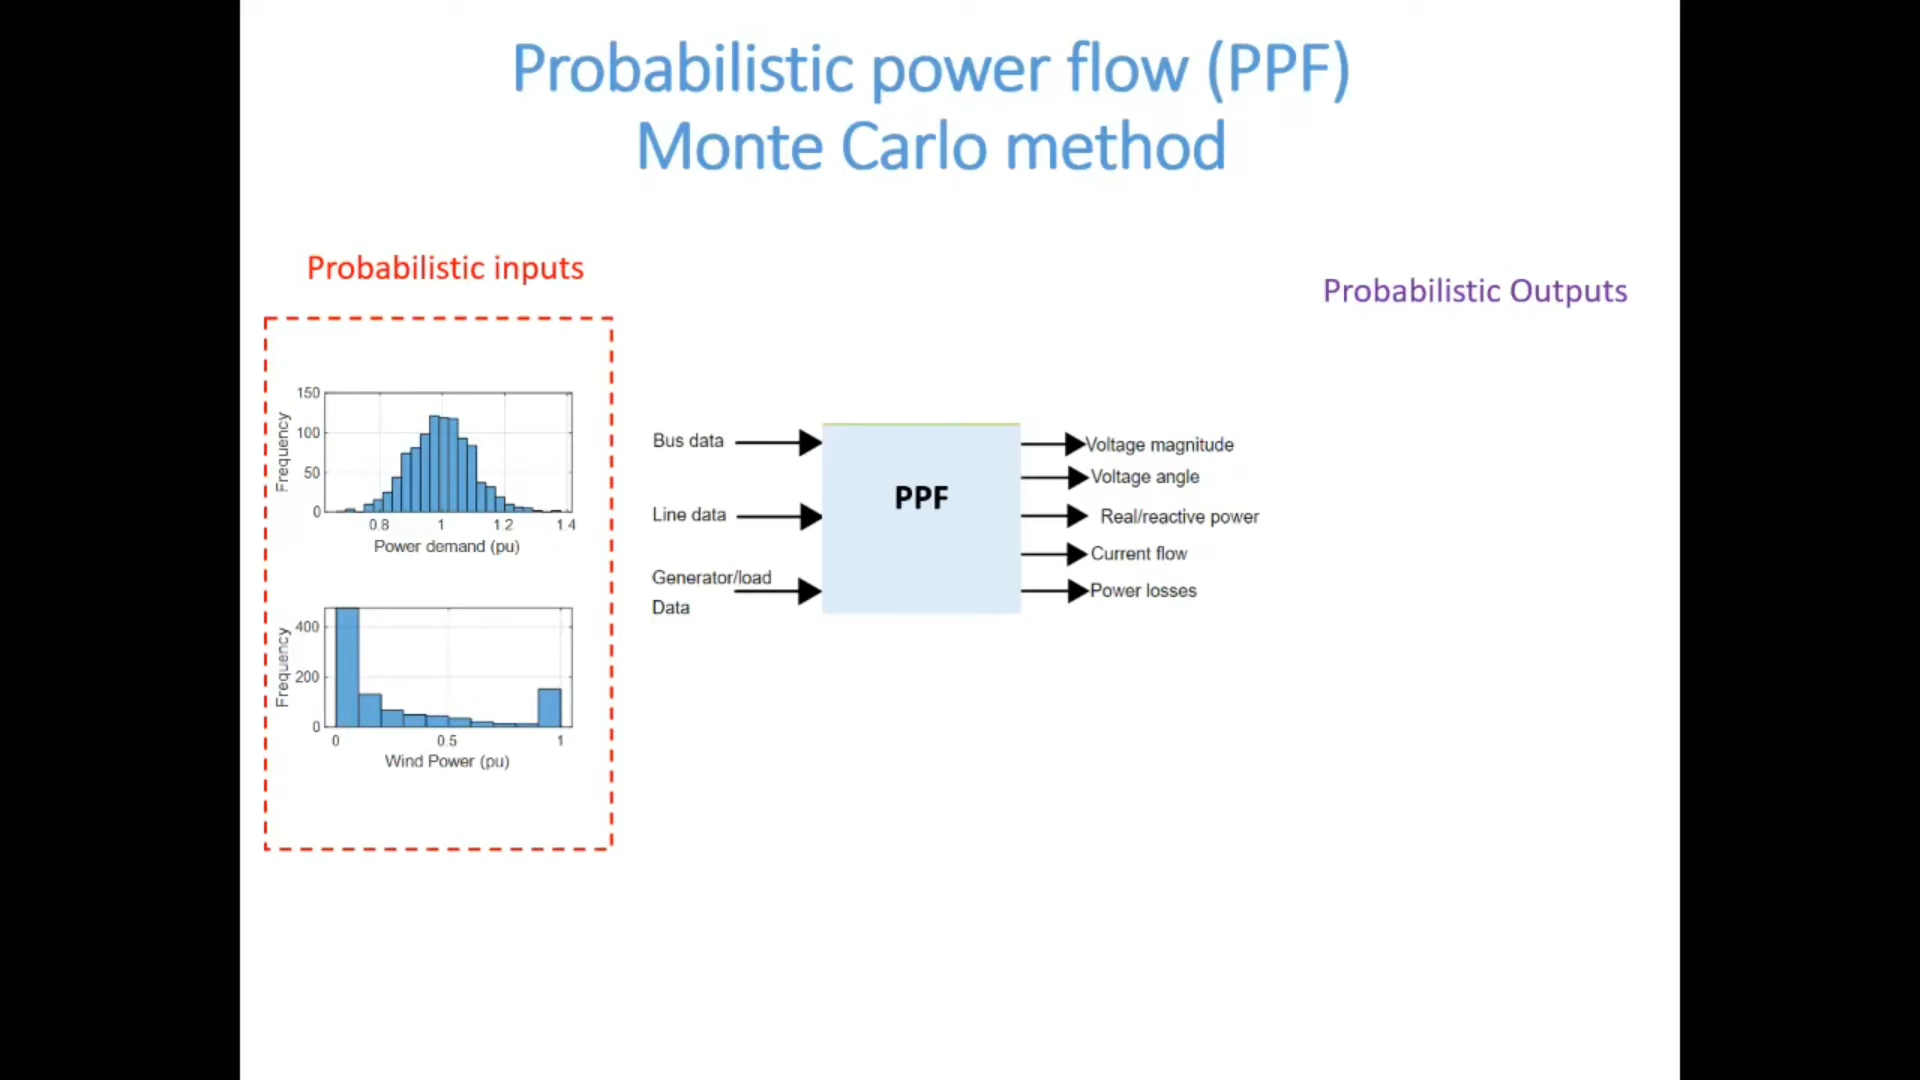 Probabilistic power flow (PPF)
Monte Carlo method
Probabilistic inputs
Probabilistic Outputs
150
100
50
0
Frequency
0.8 1 1.2 1.4
Power demand (pu)
400
200
0
Frequency
0 0.5 1
Wind Power (pu)
Bus data
Line data
Generator/load
Data
PPF
Voltage magnitude
Voltage angle
Real/reactive power
Current flow
Power losses